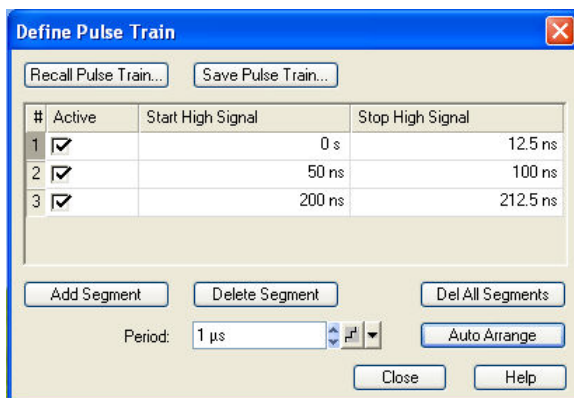 Define Pulse Train
Recall Pulse Train... Save Pulse Train...
# Active Start High Signal Stop High Signal
1 0 s 12.5 ns
2 50 ns 100 ns
3 200 ns 212.5 ns
Add Segment Delete Segment Del All Segments
Period: 1 µs Auto Arrange
Close Help